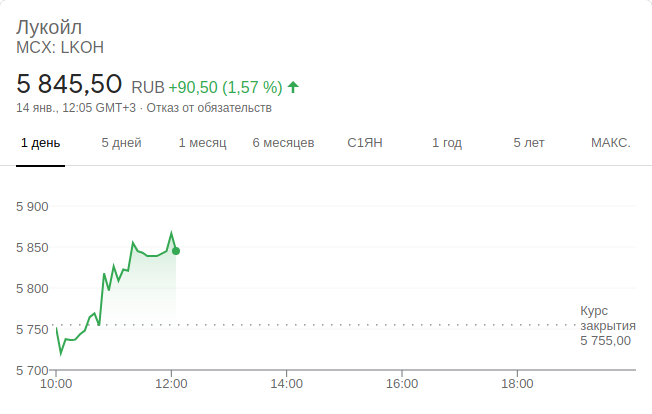 Лукойл
MCX: LKOH
5 845,50 RUB +90,50 (1,57 %)
14 янв., 12:05 GMT+3 · Отказ от обязательств
1 день 5 дней 1 месяц 6 месяцев С1ЯН 1 год 5 лет МАКС.
5 900
5 850
5 800
Курс
закрытия
5 750
5 755,00
5 700
10:00 12:00 14:00 16:00 18:00